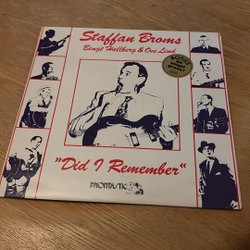 Staffan Broms
Bengt Hallberg & Ove Lind
"Did I Remember"
PHONTASTIC